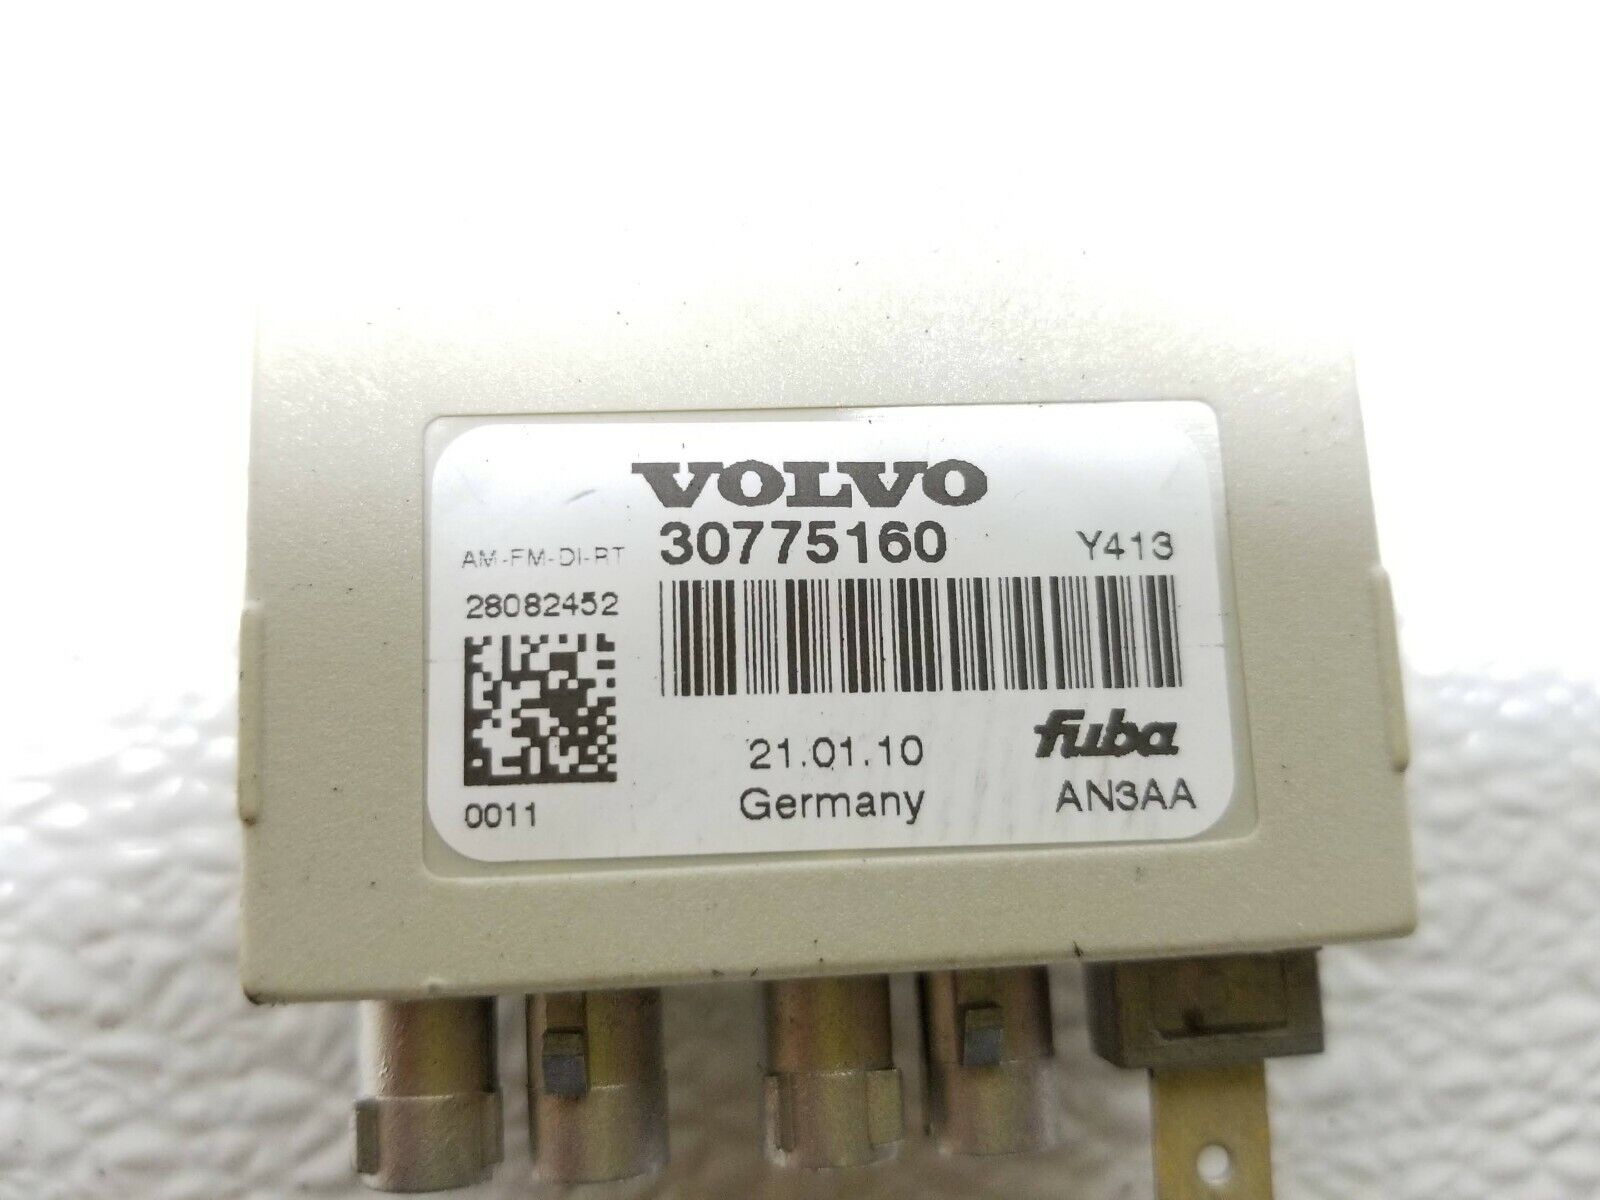 VOLVO
AM-FM-DI-RT 30775160 Y413
28082452
21.01.10 fuba
0011 Germany AN3AA